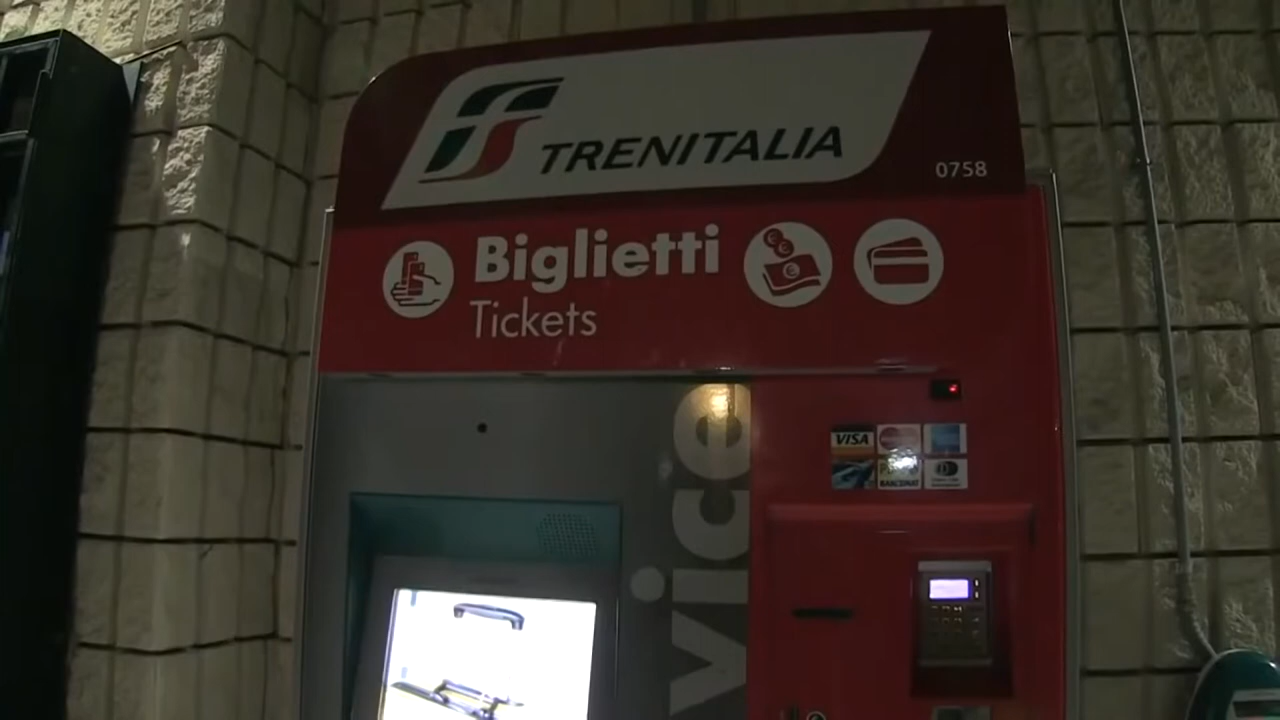 TRENITALIA
0758
Biglietti
Tickets
vice
VISA
BANCOMAT